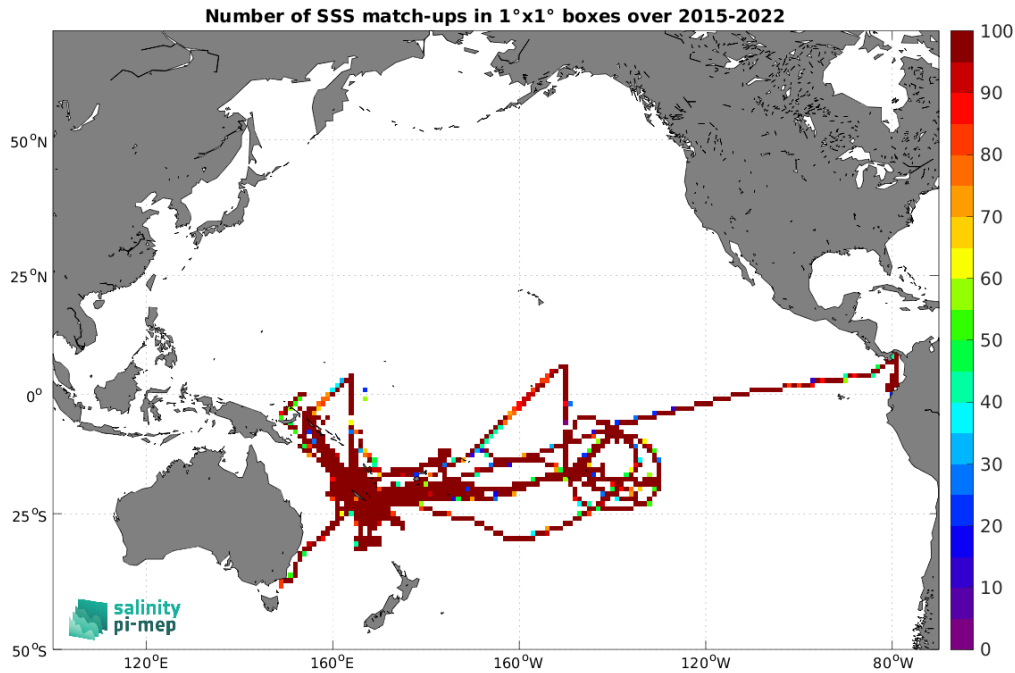 Number of SSS match-ups in 1°x1° boxes over 2015-2022
50°N
25°N
0°
25°S
50°S
120°E
160°E
160°W
120°W
80°W
100
90
80
70
60
50
40
30
20
10
0
salinity
pi-mep